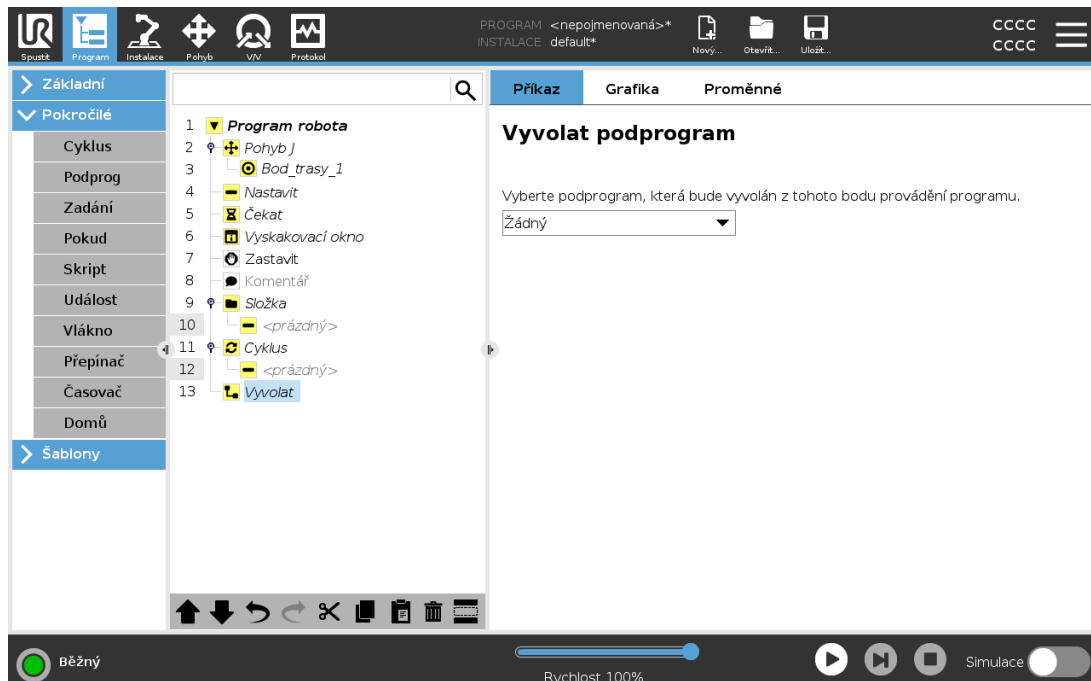 PROGRAM <nepojmenovaná>*
INSTALACE default*
UR
Spustit Program Instalace Pohyb V/V Protokol
Nový... Otevřít... Uložit...
CCCC
CCCC
Základní
Pokročilé
Cyklus
Podprog
Zadání
Pokud
Skript
Událost
Vlákno
Přepínač
Časovač
Domů
Šablony
1 Program robota
2 Pohyb J
3 Bod_trasy_1
4 Nastavit
5 Čekat
6 Vyskakovací okno
7 Zastavit
8 Komentář
9 Složka
10 <prázdný>
11 Cyklus
12 <prázdný>
13 Vyvolat
Příkaz Grafika Proměnné
Vyvolat podprogram
Vyberte podprogram, která bude vyvolán z tohoto bodu provádění programu.
Žádný
Běžný
Rychlost 100%
Simulace